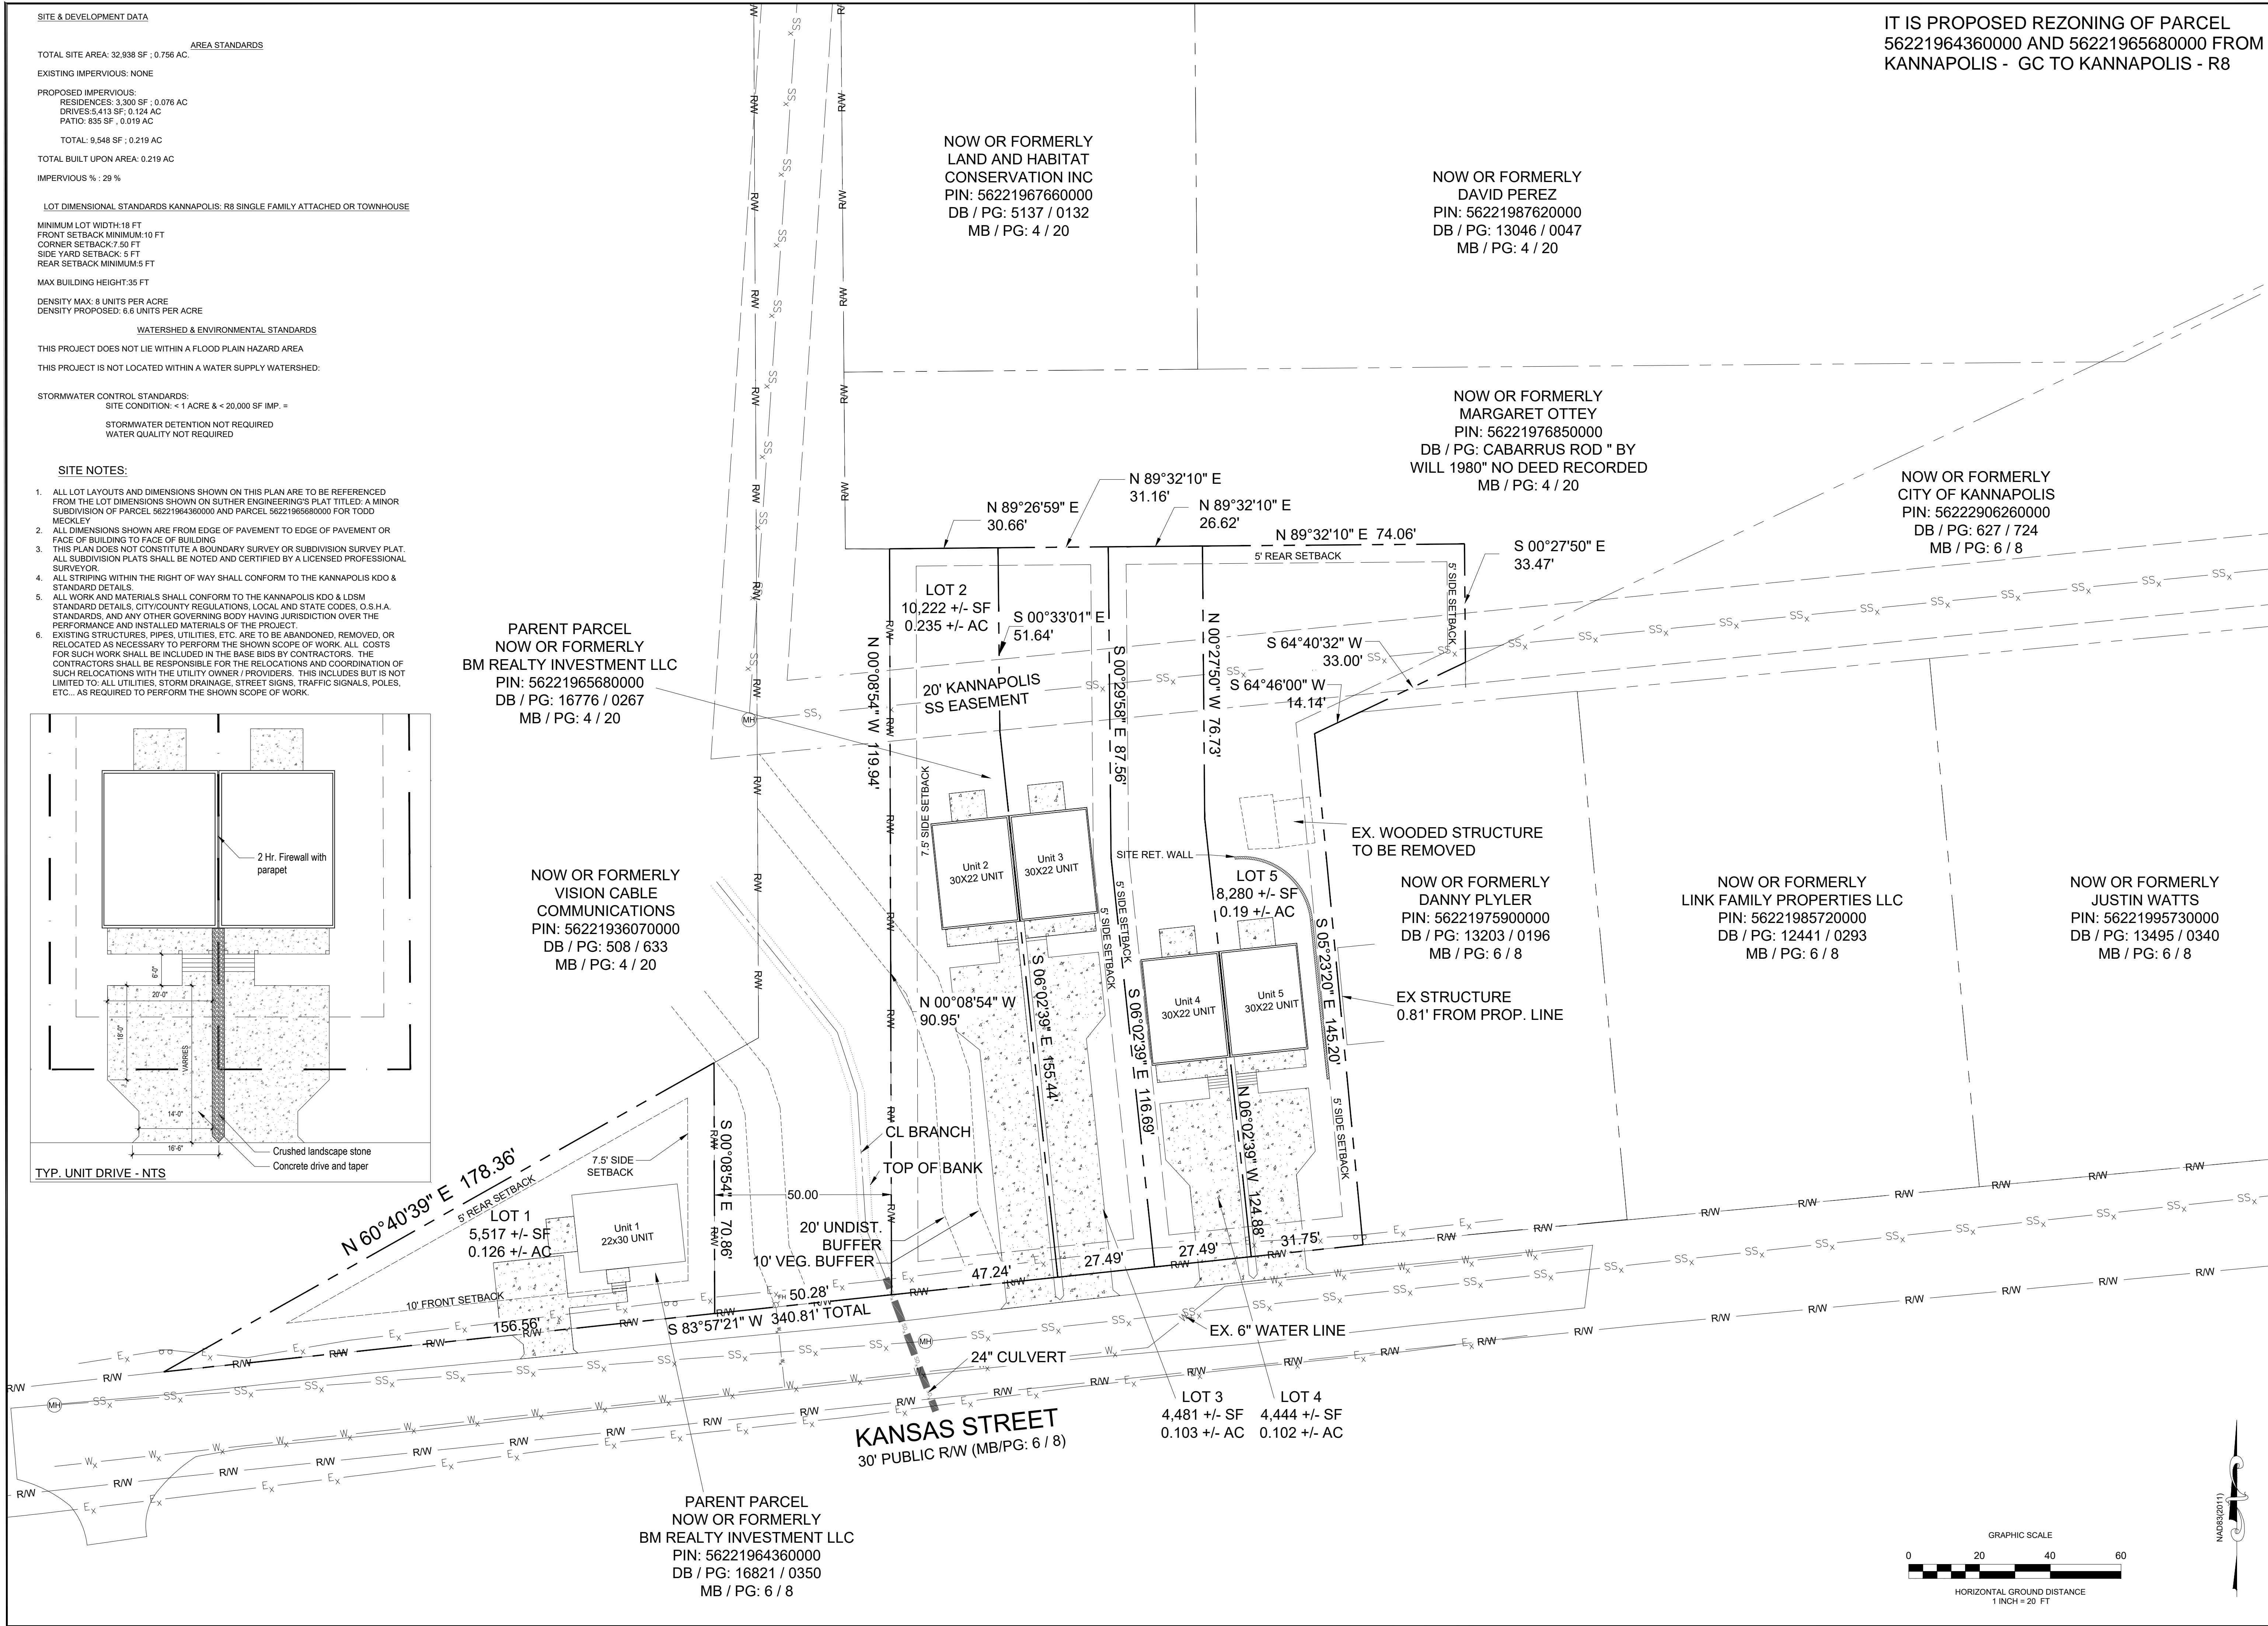 SITE & DEVELOPMENT DATA
AREA STANDARDS
TOTAL SITE AREA: 32,938 SF ; 0.756 AC.
EXISTING IMPERVIOUS: NONE
PROPOSED IMPERVIOUS:
RESIDENCES: 3,300 SF ; 0.076 AC
DRIVES:5,413 SF; 0.124 AC
PATIO: 835 SF , 0.019 AC
TOTAL: 9,548 SF ; 0.219 AC
TOTAL BUILT UPON AREA: 0.219 AC
IMPERVIOUS % : 29 %
LOT DIMENSIONAL STANDARDS KANNAPOLIS: R8 SINGLE FAMILY ATTACHED OR TOWNHOUSE
MINIMUM LOT WIDTH:18 FT
FRONT SETBACK MINIMUM:10 FT
CORNER SETBACK:7.50 FT
SIDE YARD SETBACK: 5 FT
REAR SETBACK MINIMUM:5 FT
MAX BUILDING HEIGHT:35 FT
DENSITY MAX: 8 UNITS PER ACRE
DENSITY PROPOSED: 6.6 UNITS PER ACRE
WATERSHED & ENVIRONMENTAL STANDARDS
THIS PROJECT DOES NOT LIE WITHIN A FLOOD PLAIN HAZARD AREA
THIS PROJECT IS NOT LOCATED WITHIN A WATER SUPPLY WATERSHED:
STORMWATER CONTROL STANDARDS:
SITE CONDITION: < 1 ACRE & < 20,000 SF IMP. =
STORMWATER DETENTION NOT REQUIRED
WATER QUALITY NOT REQUIRED
SITE NOTES:
1. ALL LOT LAYOUTS AND DIMENSIONS SHOWN ON THIS PLAN ARE TO BE REFERENCED
FROM THE LOT DIMENSIONS SHOWN ON SUTHER ENGINEERING'S PLAT TITLED: A MINOR
SUBDIVISION OF PARCEL 56221964360000 AND PARCEL 56221965680000 FOR TODD
MECKLEY
2. ALL DIMENSIONS SHOWN ARE FROM EDGE OF PAVEMENT TO EDGE OF PAVEMENT OR
FACE OF BUILDING TO FACE OF BUILDING
3. THIS PLAN DOES NOT CONSTITUTE A BOUNDARY SURVEY OR SUBDIVISION SURVEY PLAT.
ALL SUBDIVISION PLATS SHALL BE NOTED AND CERTIFIED BY A LICENSED PROFESSIONAL
SURVEYOR.
4. ALL STRIPING WITHIN THE RIGHT OF WAY SHALL CONFORM TO THE KANNAPOLIS KDO &
STANDARD DETAILS.
5. ALL WORK AND MATERIALS SHALL CONFORM TO THE KANNAPOLIS KDO & LDSM
STANDARD DETAILS, CITY/COUNTY REGULATIONS, LOCAL AND STATE CODES, O.S.H.A.
STANDARDS, AND ANY OTHER GOVERNING BODY HAVING JURISDICTION OVER THE
PERFORMANCE AND INSTALLED MATERIALS OF THE PROJECT.
6. EXISTING STRUCTURES, PIPES, UTILITIES, ETC. ARE TO BE ABANDONED, REMOVED, OR
RELOCATED AS NECESSARY TO PERFORM THE SHOWN SCOPE OF WORK. ALL COSTS
FOR SUCH WORK SHALL BE INCLUDED IN THE BASE BIDS BY CONTRACTORS. THE
CONTRACTORS SHALL BE RESPONSIBLE FOR THE RELOCATIONS AND COORDINATION OF
SUCH RELOCATIONS WITH THE UTILITY OWNER / PROVIDERS. THIS INCLUDES BUT IS NOT
LIMITED TO: ALL UTILITIES, STORM DRAINAGE, STREET SIGNS, TRAFFIC SIGNALS, POLES,
ETC... AS REQUIRED TO PERFORM THE SHOWN SCOPE OF WORK.
2 Hr. Firewall with
parapet
6'-0"
20'-0"
18'-0"
'VARRIES
14'-0"
16'-6"
Crushed landscape stone
Concrete drive and taper
TYP. UNIT DRIVE - NTS
IT IS PROPOSED REZONING OF PARCEL
56221964360000 AND 56221965680000 FROM
KANNAPOLIS - GC TO KANNAPOLIS - R8
NOW OR FORMERLY
LAND AND HABITAT
CONSERVATION INC
PIN: 56221967660000
DB / PG: 5137 / 0132
MB / PG: 4 / 20
NOW OR FORMERLY
DAVID PEREZ
PIN: 56221987620000
DB / PG: 13046 / 0047
MB / PG: 4 / 20
NOW OR FORMERLY
MARGARET OTTEY
PIN: 56221976850000
DB / PG: CABARRUS ROD " BY
WILL 1980" NO DEED RECORDED
MB / PG: 4 / 20
NOW OR FORMERLY
CITY OF KANNAPOLIS
PIN: 56222906260000
DB / PG: 627 / 724
MB / PG: 6 / 8
N 89°26'59" E
30.66'
N 89°32'10" E
31.16'
N 89°32'10" E
26.62'
N 89°32'10" E 74.06'
5' REAR SETBACK
S 00°27'50" E
33.47'
5' SIDE SETBACK
LOT 2
10,222 +/- SF
0.235 +/- AC
S 00°33'01" E
51.64'
S 64°40'32" W
33.00'
S 64°46'00" W
14.14'
20' KANNAPOLIS
SS EASEMENT
N 00°08'54" W 119.94'
S 00°29'58" E 87.56'
N 00°27'50" W 76.73'
PARENT PARCEL
NOW OR FORMERLY
BM REALTY INVESTMENT LLC
PIN: 56221965680000
DB / PG: 16776 / 0267
MB / PG: 4 / 20
MH
7.5' SIDE SETBACK
Unit 2
30X22 UNIT
Unit 3
30X22 UNIT
SITE RET. WALL
EX. WOODED STRUCTURE
TO BE REMOVED
LOT 5
8,280 +/- SF
0.19 +/- AC
5' SIDE SETBACK
5' SIDE SETBACK
Unit 4
30X22 UNIT
Unit 5
30X22 UNIT
S 05°23'20" E 145.20'
EX STRUCTURE
0.81' FROM PROP. LINE
NOW OR FORMERLY
VISION CABLE
COMMUNICATIONS
PIN: 56221936070000
DB / PG: 508 / 633
MB / PG: 4 / 20
NOW OR FORMERLY
DANNY PLYLER
PIN: 56221975900000
DB / PG: 13203 / 0196
MB / PG: 6 / 8
NOW OR FORMERLY
LINK FAMILY PROPERTIES LLC
PIN: 56221985720000
DB / PG: 12441 / 0293
MB / PG: 6 / 8
NOW OR FORMERLY
JUSTIN WATTS
PIN: 56221995730000
DB / PG: 13495 / 0340
MB / PG: 6 / 8
N 00°08'54" W
90.95'
S 06°02'39" E 155.44'
S 06°02'39" E 116.69'
N 06°02'39" W 124.88'
5' SIDE SETBACK
CL BRANCH
TOP OF BANK
50.00
20' UNDIST.
BUFFER
10' VEG. BUFFER
N 60°40'39" E 178.36'
5' REAR SETBACK
7.5' SIDE
SETBACK
S 00°08'54" E 70.86'
LOT 1
5,517 +/- SF
0.126 +/- AC
Unit 1
22x30 UNIT
10' FRONT SETBACK
156.56'
FH
50.28'
47.24'
27.49'
27.49'
31.75'
S 83°57'21" W 340.81' TOTAL
MH
EX. 6" WATER LINE
24" CULVERT
MH
KANSAS STREET
30' PUBLIC R/W (MB/PG: 6 / 8)
LOT 3
4,481 +/- SF
0.103 +/- AC
LOT 4
4,444 +/- SF
0.102 +/- AC
PARENT PARCEL
NOW OR FORMERLY
BM REALTY INVESTMENT LLC
PIN: 56221964360000
DB / PG: 16821 / 0350
MB / PG: 6 / 8
GRAPHIC SCALE
0 20 40 60
HORIZONTAL GROUND DISTANCE
1 INCH = 20 FT
NAD83(2011)